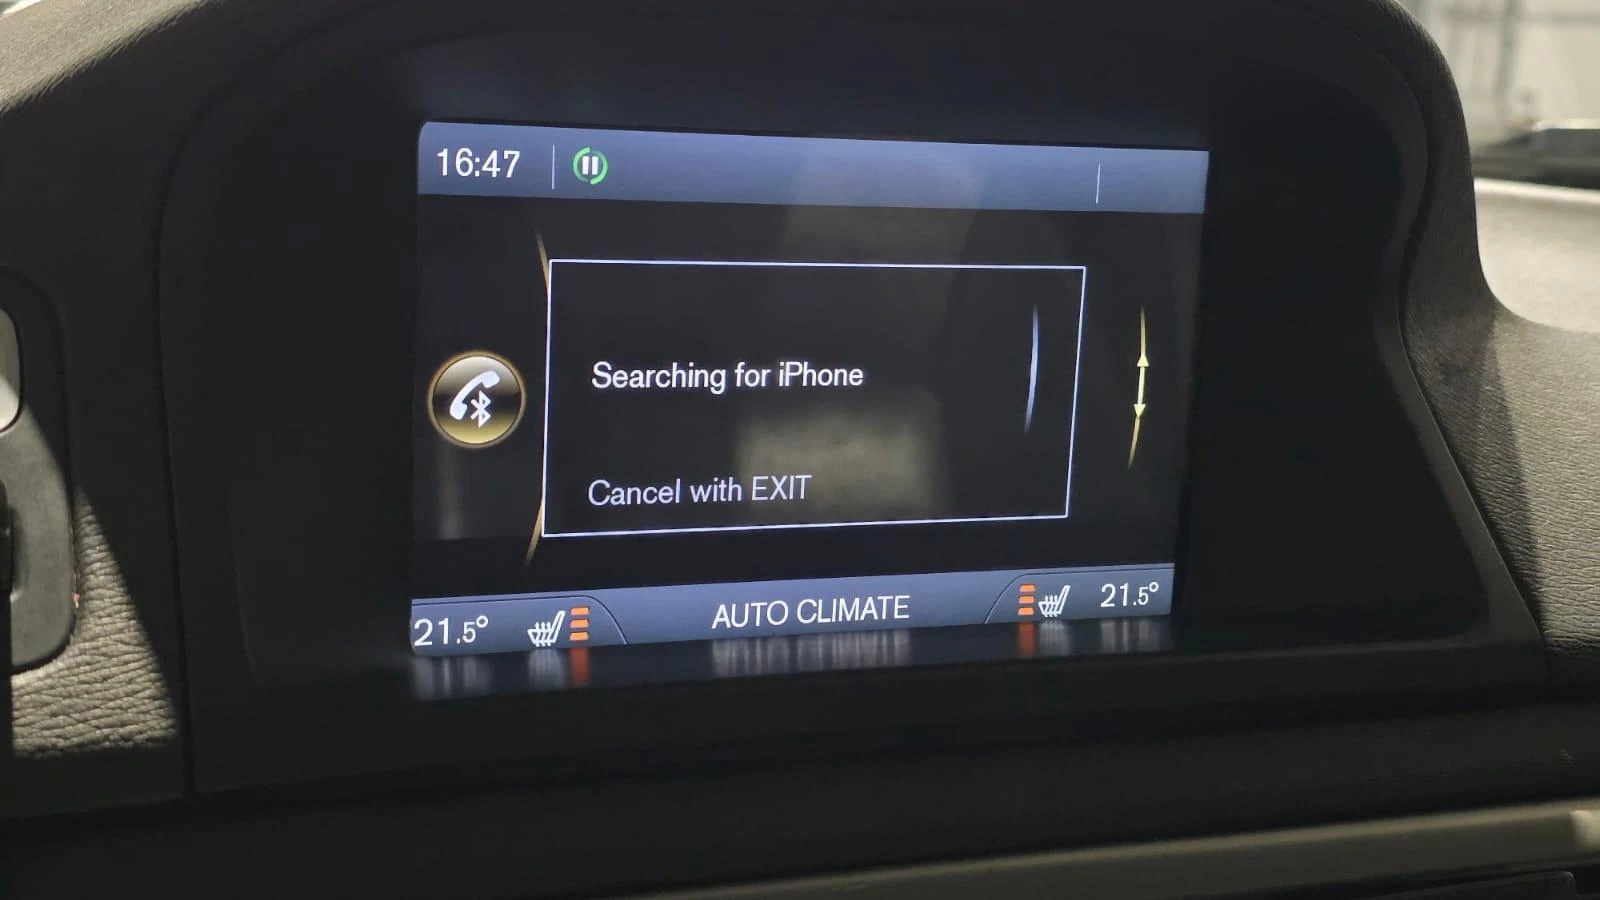 16:47
Searching for iPhone
Cancel with EXIT
21.5° AUTO CLIMATE 21.5°